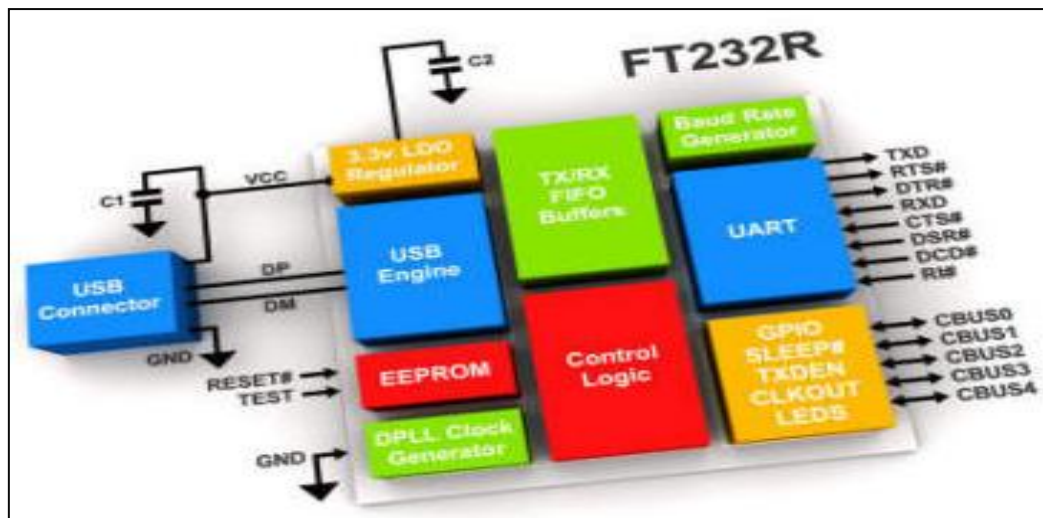 FT232R
C2
C1
VCC
3.3v LDO
Regulator
TX/RX
FIFO
Buffers
Baud Rate
Generator
UART
TXD
RTS#
DTR#
RXD
CTS#
DSR#
DCD#
RI#
USB
Connector
DP
DM
GND
USB
Engine
EEPROM
RESET#
TEST
DPLL Clock
Generator
GND
Control
Logic
GPIO
SLEEP#
TXDEN
CLKOUT
LEDS
CBUS0
CBUS1
CBUS2
CBUS3
CBUS4